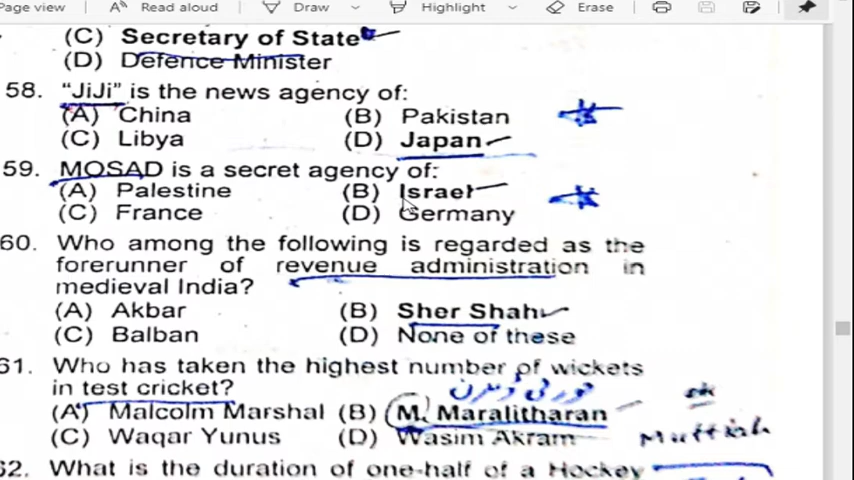 Page view Read aloud Draw Highlight Erase
(C) Secretary of State
(D) Defence Minister
58. "JiJi" is the news agency of:
(A) China (B) Pakistan
(C) Libya (D) Japan
59. MOSAD is a secret agency of:
(A) Palestine (B) Israel
(C) France (D) Germany
60. Who among the following is regarded as the
forerunner of revenue administration in
medieval India?
(A) Akbar (B) Sher Shah
(C) Balban (D) None of these
61. Who has taken the highest number of wickets
in test cricket?
(A) Malcolm Marshal (B) M. Maralitharan
(C) Waqar Yunus (D) Wasim Akram
Muttiah
62. What is the duration of one-half of a Hockey